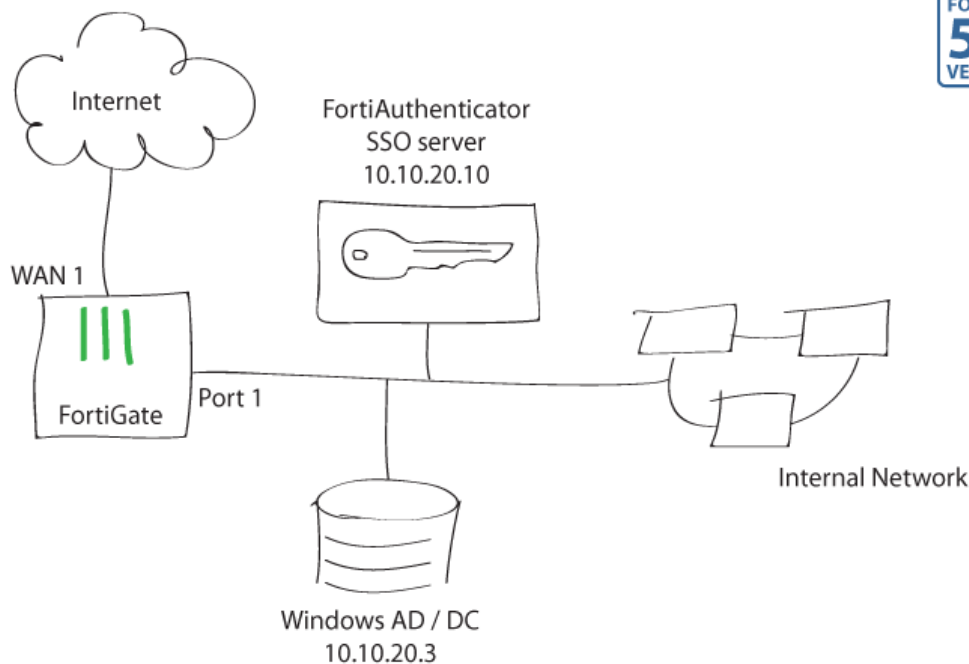 Internet
FortiAuthenticator
SSO server
10.10.20.10
WAN 1
FortiGate
Port 1
Internal Network
Windows AD / DC
10.10.20.3